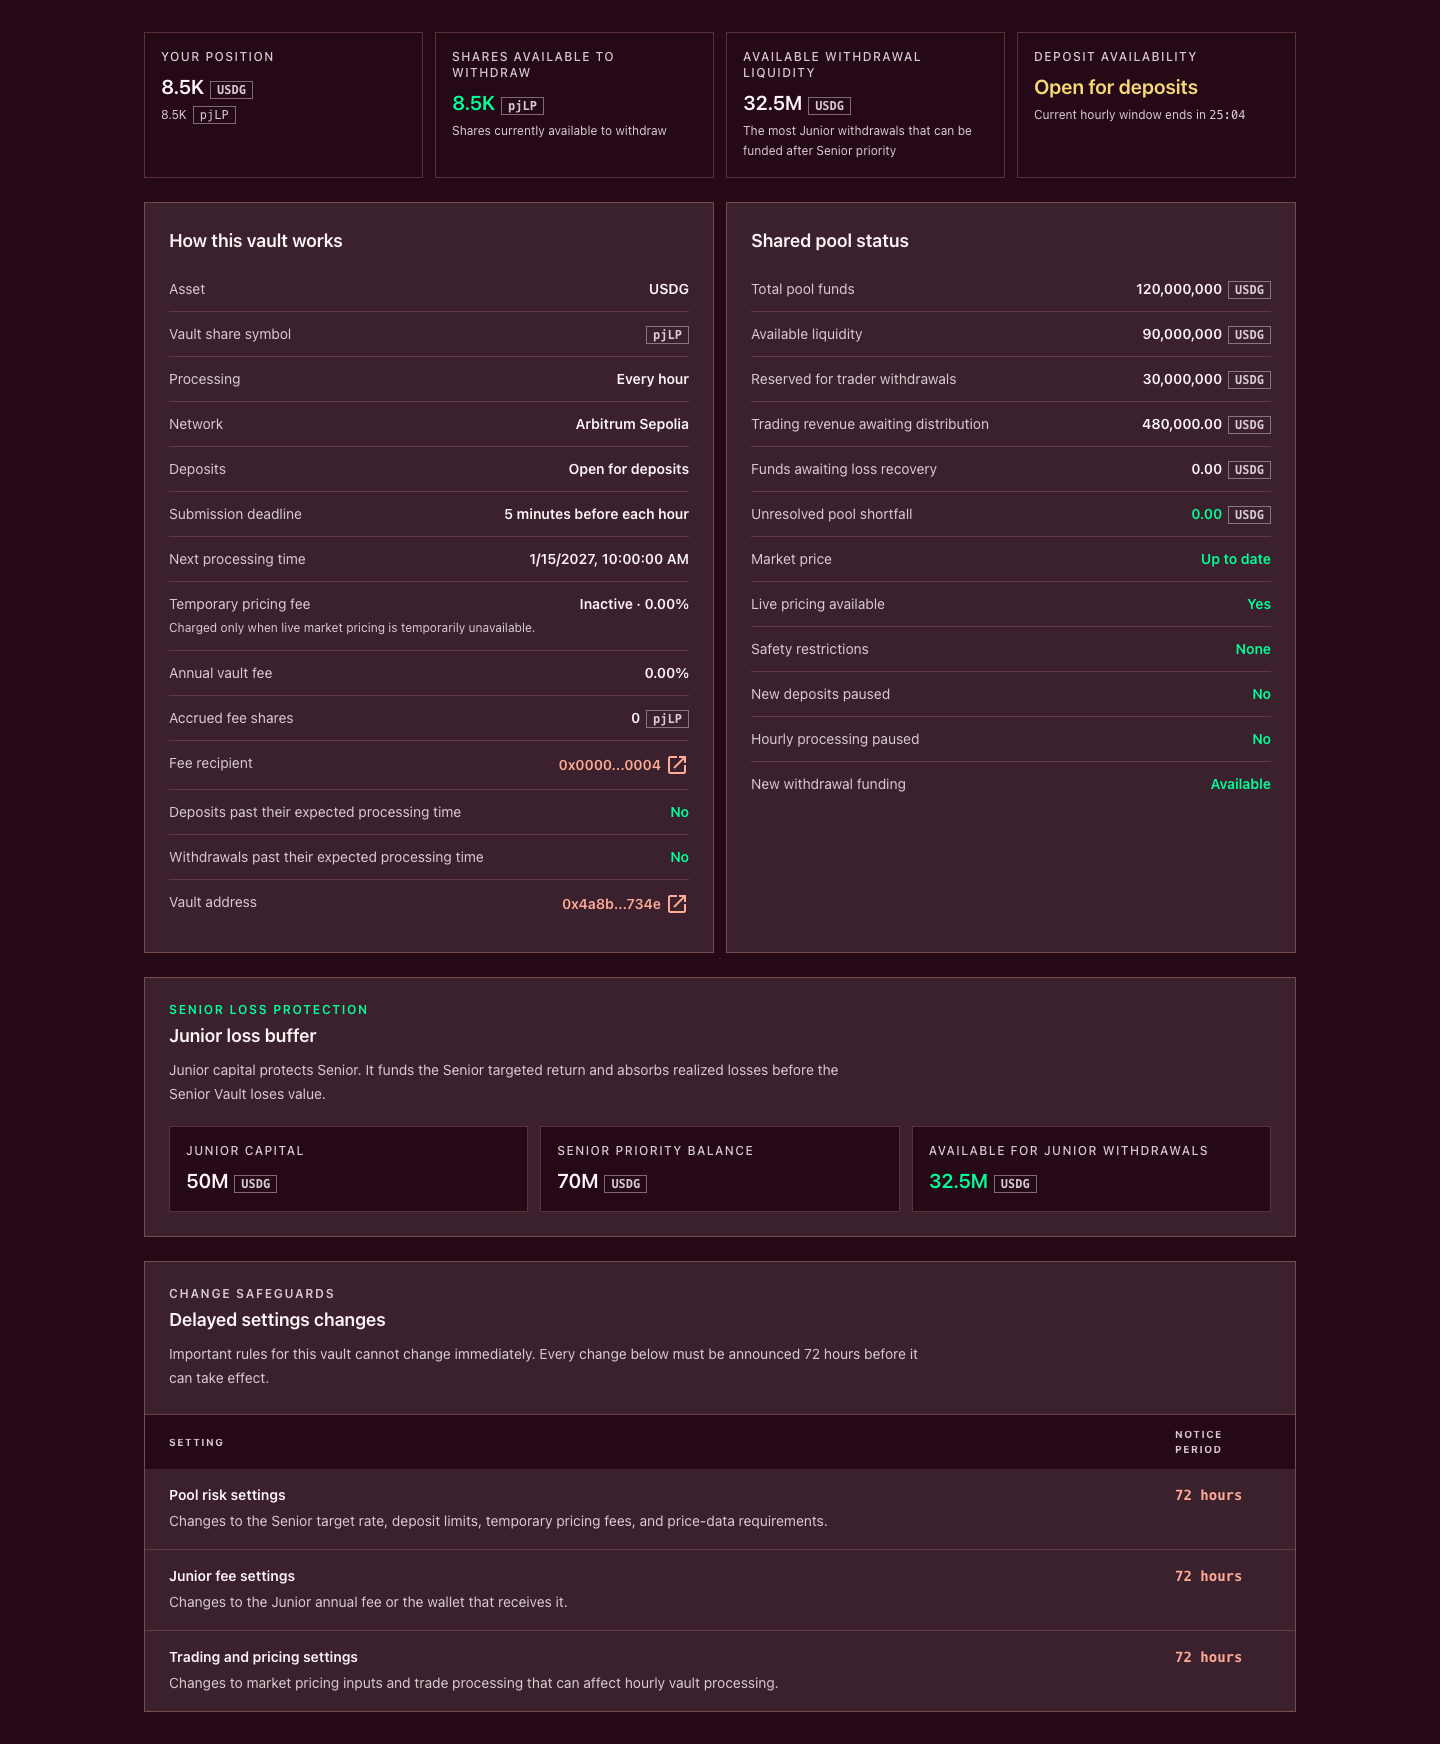 YOUR POSITION
8.5K USDG
8.5K pjLP
SHARES AVAILABLE TO
WITHDRAW
8.5K pjLP
Shares currently available to withdraw
AVAILABLE WITHDRAWAL
LIQUIDITY
32.5M USDG
The most Junior withdrawals that can be
funded after Senior priority
DEPOSIT AVAILABILITY
Open for deposits
Current hourly window ends in 25:04
How this vault works
Asset USDG
Vault share symbol pjLP
Processing Every hour
Network Arbitrum Sepolia
Deposits Open for deposits
Submission deadline 5 minutes before each hour
Next processing time 1/15/2027, 10:00:00 AM
Temporary pricing fee Inactive · 0.00%
Charged only when live market pricing is temporarily unavailable.
Annual vault fee 0.00%
Accrued fee shares 0 pjLP
Fee recipient 0x0000...0004
Deposits past their expected processing time No
Withdrawals past their expected processing time No
Vault address 0x4a8b...734e
Shared pool status
Total pool funds 120,000,000 USDG
Available liquidity 90,000,000 USDG
Reserved for trader withdrawals 30,000,000 USDG
Trading revenue awaiting distribution 480,000.00 USDG
Funds awaiting loss recovery 0.00 USDG
Unresolved pool shortfall 0.00 USDG
Market price Up to date
Live pricing available Yes
Safety restrictions None
New deposits paused No
Hourly processing paused No
New withdrawal funding Available
SENIOR LOSS PROTECTION
Junior loss buffer
Junior capital protects Senior. It funds the Senior targeted return and absorbs realized losses before the
Senior Vault loses value.
JUNIOR CAPITAL
50M USDG
SENIOR PRIORITY BALANCE
70M USDG
AVAILABLE FOR JUNIOR WITHDRAWALS
32.5M USDG
CHANGE SAFEGUARDS
Delayed settings changes
Important rules for this vault cannot change immediately. Every change below must be announced 72 hours before it
can take effect.
SETTING
NOTICE
PERIOD
Pool risk settings 72 hours
Changes to the Senior target rate, deposit limits, temporary pricing fees, and price-data requirements.
Junior fee settings 72 hours
Changes to the Junior annual fee or the wallet that receives it.
Trading and pricing settings 72 hours
Changes to market pricing inputs and trade processing that can affect hourly vault processing.